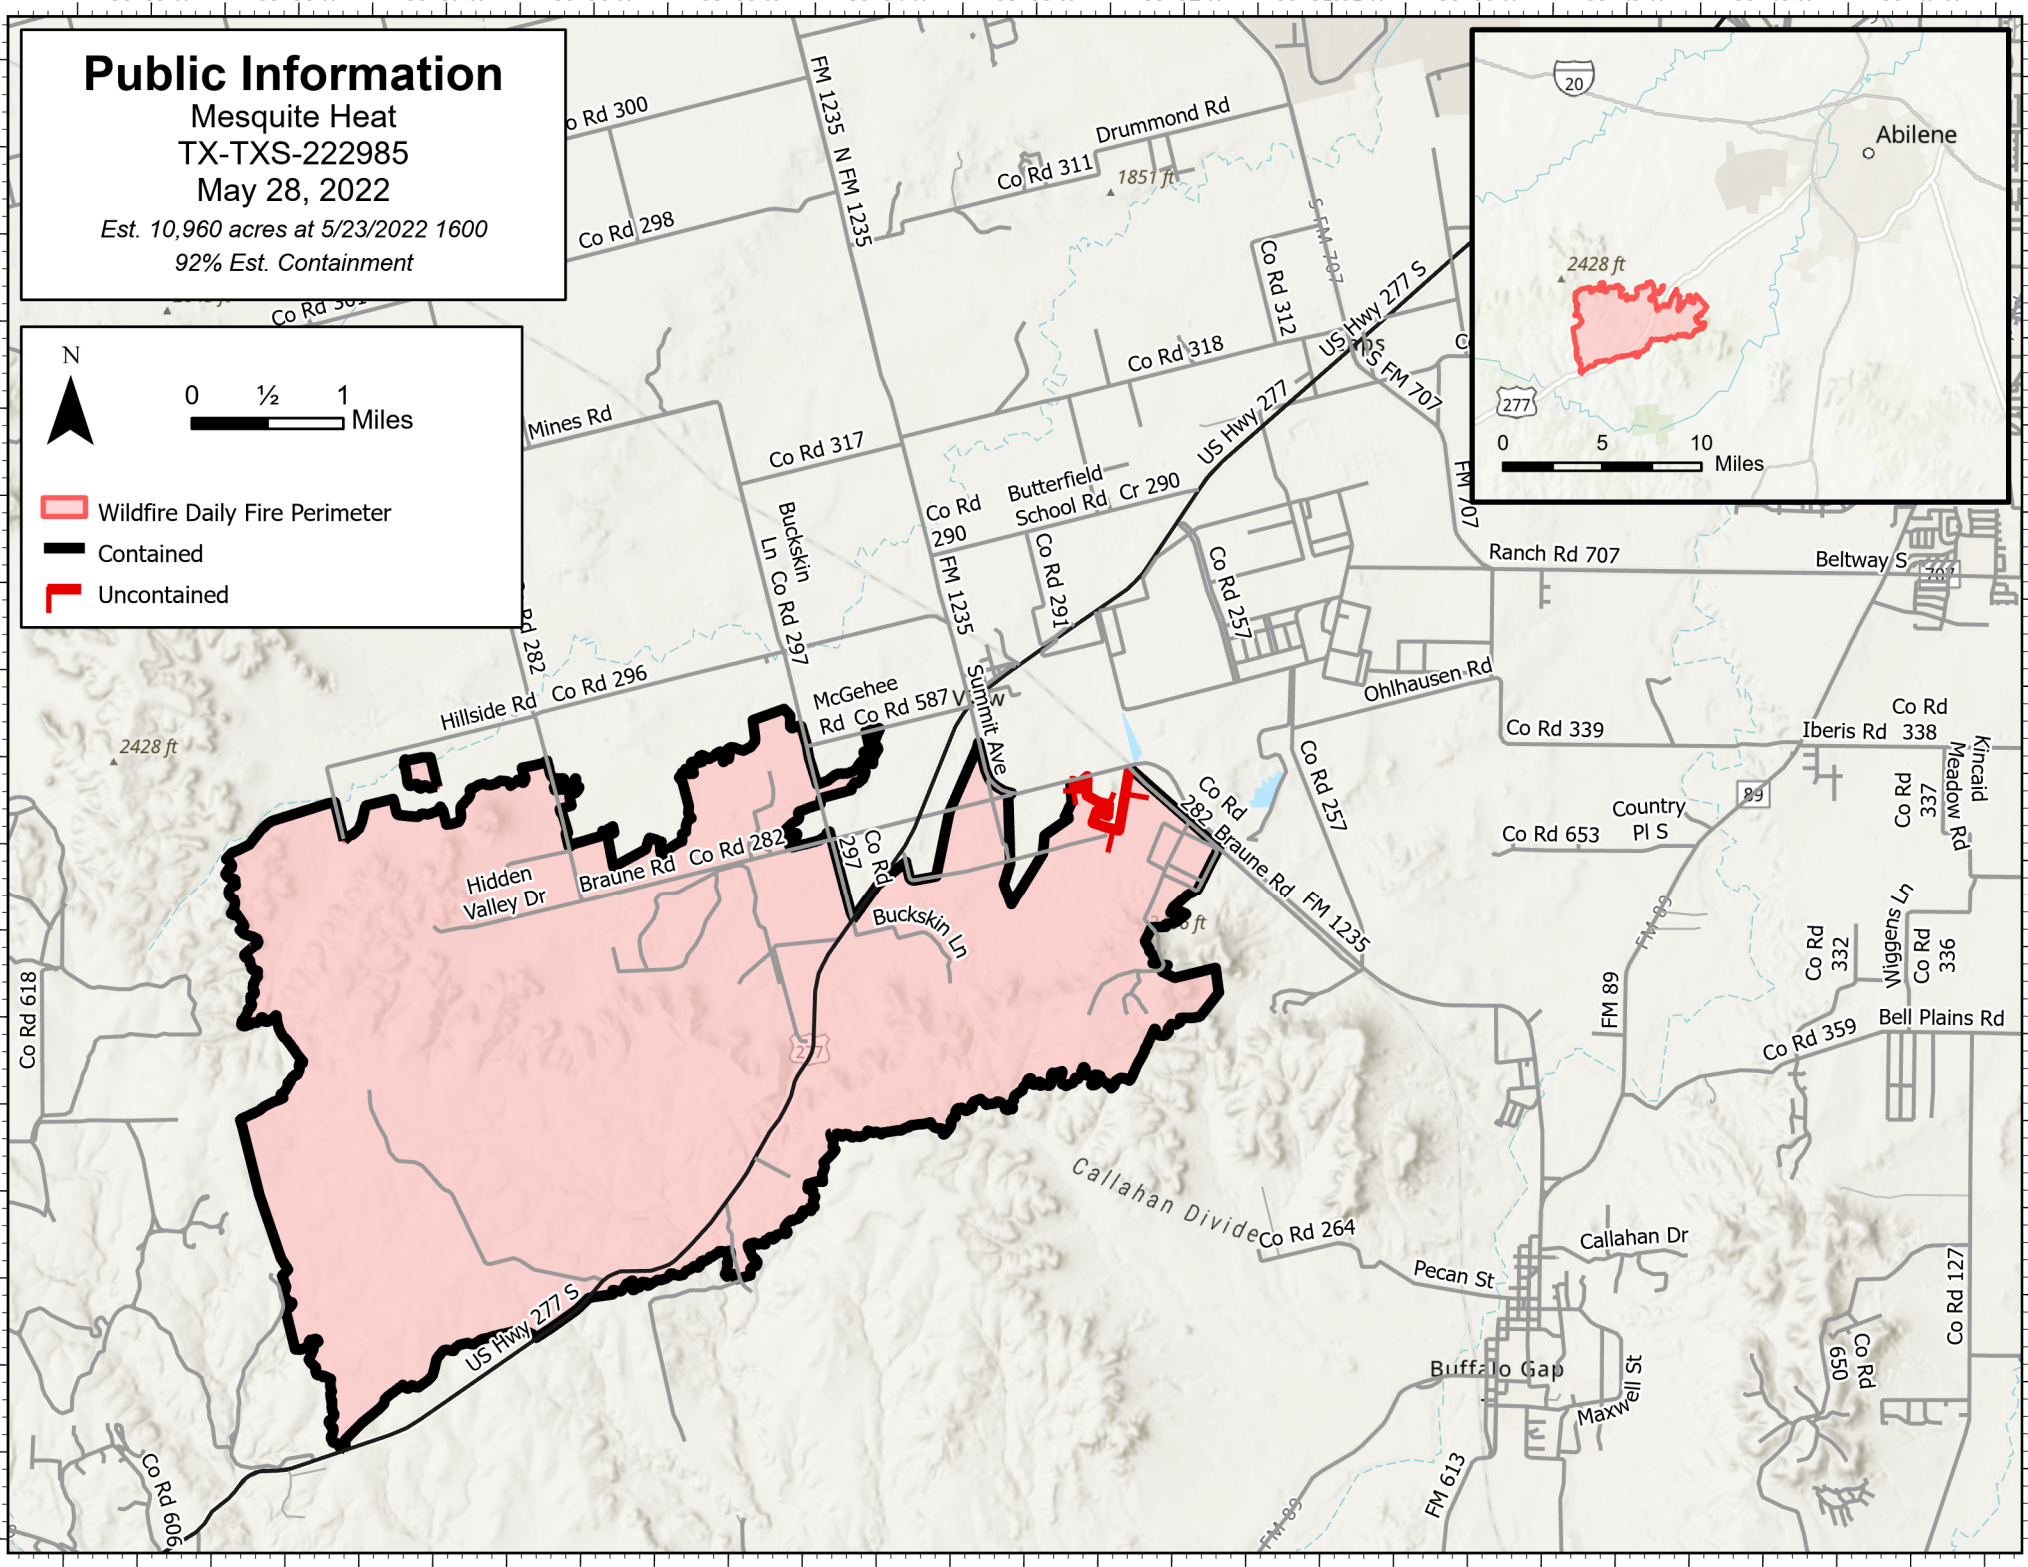 Public Information
Mesquite Heat
TX-TXS-222985
May 28, 2022
Est. 10,960 acres at 5/23/2022 1600
92% Est. Containment
N
0 ½ 1
Miles
Wildfire Daily Fire Perimeter
Contained
Uncontained
20
Abilene
2428 ft
277
0 5 10
Miles
Co Rd 298
FM 1235
N FM 1235
Drummond Rd
Co Rd 311
1851 ft
S FM 707
Co Rd 312
US Hwy 277 S
S FM 707
Co Rd 318
US Hwy 277
Mines Rd
Co Rd 317
Butterfield
School Rd
Cr 290
Co Rd
290
FM 707
Buckskin
Ln
Co Rd 297
FM 1235
Co Rd 291
Co Rd 257
Ranch Rd 707
Beltway S
Rd 282
Hillside Rd
Co Rd 296
McGehee
Rd
Co Rd 587
Summit Ave
Ohlhausen Rd
Co Rd 339
Iberis Rd
Co Rd
338
2428 ft
Co Rd 257
Co Rd
282
Braune Rd
FM 1235
89
Country
Pl S
Co Rd 653
Co Rd
337
Kincaid
Meadow Rd
Hidden
Valley Dr
Braune Rd
Co Rd 282
Co Rd
297
Buckskin Ln
FM 89
FM 89
Co Rd
332
Niggens Ln
Co Rd
336
Co Rd 618
277
Co Rd 359
Bell Plains Rd
Callahan Divide
Co Rd 264
Pecan St
Callahan Dr
Co Rd 127
US Hwy 277 S
Buffalo Gap
Maxwell St
Co Rd
650
Co Rd 606
FM 613
FM 89